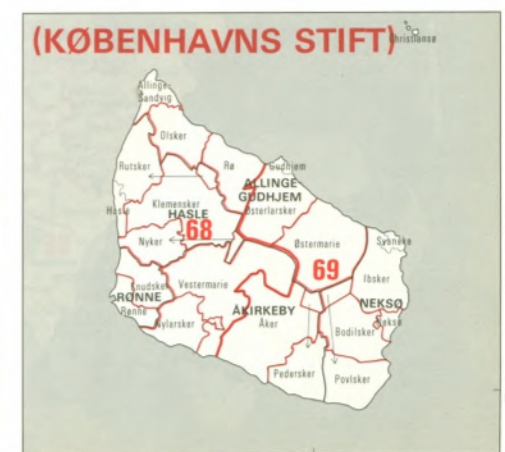 (KØBENHAVNS STIFT)
Christiansø
Allinge-
Sandvig
Olsker
Rutsker
Rø
Gudhjem
ALLINGE
GUDHJEM
Klemensker
Hasle
HASLE
Østerlarsker
68
Nyker
Østermarie
Svaneke
69
Ibsker
Knudsker
Vestermarie
RØNNE
Rønne
ÅKIRKEBY
Åker
NEKSØ
Neksø
Nylarsker
Bodilsker
Pedersker
Povlsker